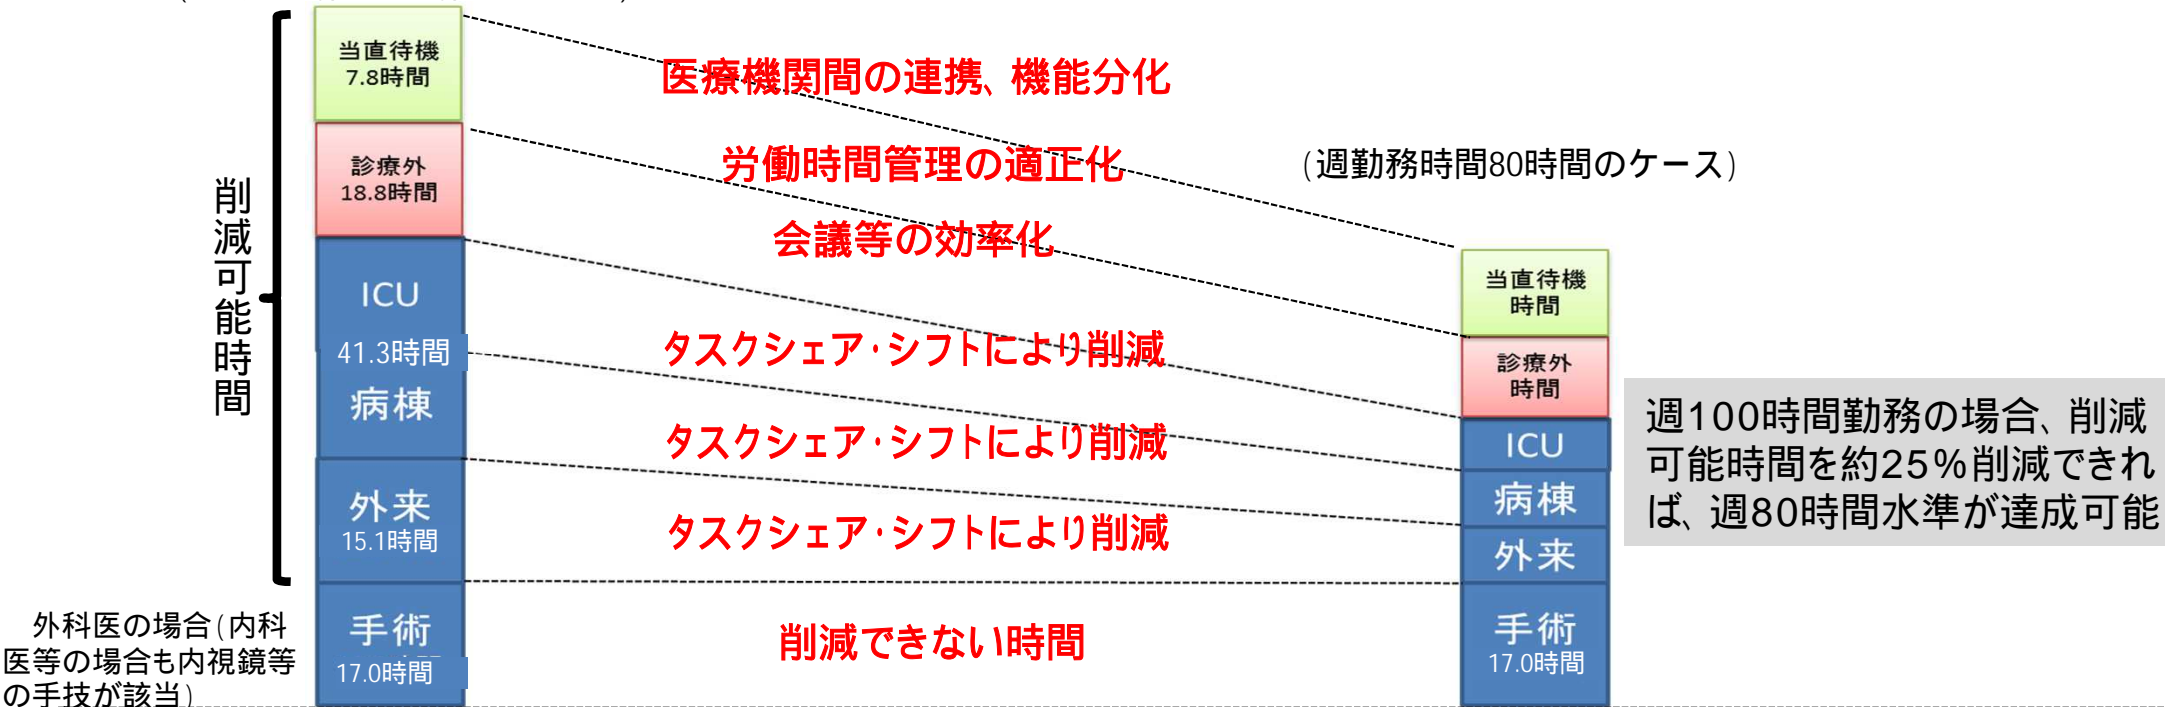 当直待機
7.8時間
診療外
18.8時間
ICU
41.3時間
病棟
外来
15.1時間
手術
17.0時間
削減可能時間
外科医の場合(内科
医等の場合も内視鏡等
の手技が該当)
医療機関間の連携、機能分化
労働時間管理の適正化
会議等の効率化
タスクシェア・シフトにより削減
タスクシェア・シフトにより削減
タスクシェア・シフトにより削減
削減できない時間
(週勤務時間80時間のケース)
当直待機
時間
診療外
時間
ICU
病棟
外来
手術
17.0時間
週100時間勤務の場合、削減
可能時間を約25%削減できれ
ば、週80時間水準が達成可能